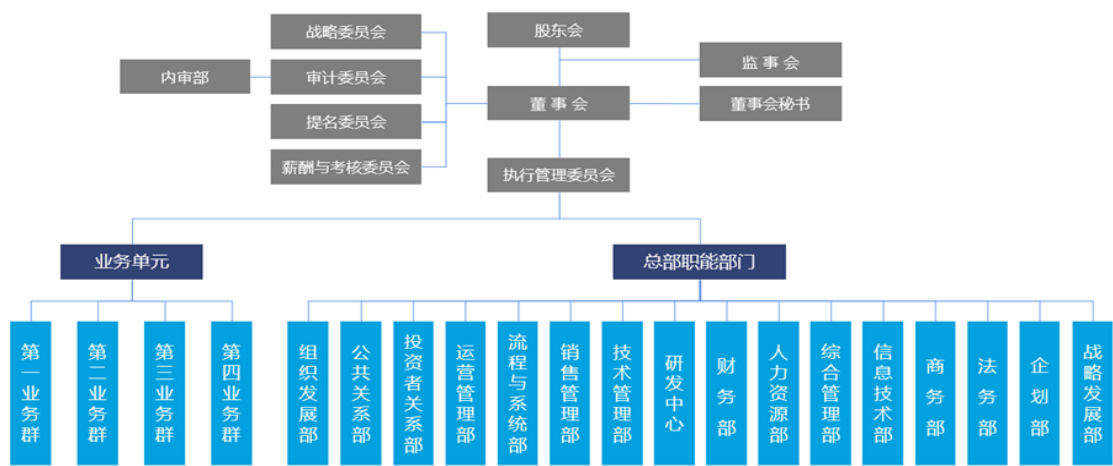 战略委员会
股东会
内审部
审计委员会
监事会
提名委员会
董事会
董事会秘书
薪酬与考核委员会
执行管理委员会
业务单元
总部职能部门
第一业务群
第二业务群
第三业务群
第四业务群
组织发展部
公共关系部
投资者关系部
运营管理部
流程与系统部
销售管理部
技术管理部
研发中心
财务部
人力资源部
综合管理部
信息技术部
商务部
法务部
企划部
战略发展部